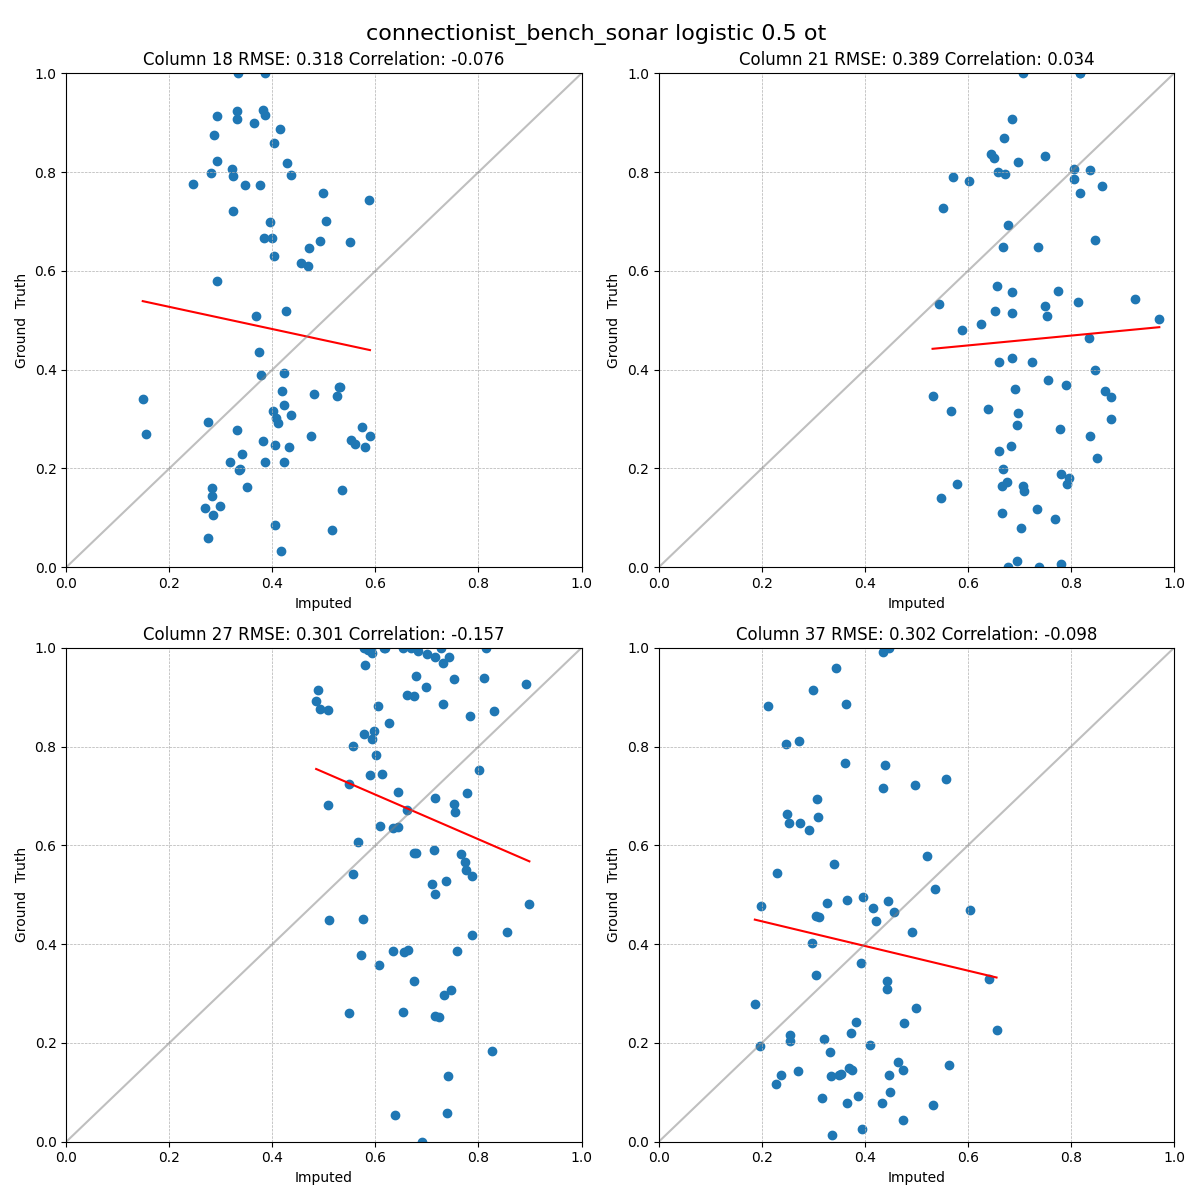 connectionist_bench_sonar logistic 0.5 ot
Column 18 RMSE: 0.318 Correlation: -0.076
1.0
0.8
0.6
0.4
0.2
0.0
Ground Truth
0.0 0.2 0.4 0.6 0.8 1.0
Imputed
Column 21 RMSE: 0.389 Correlation: 0.034
1.0
0.8
0.6
0.4
0.2
0.0
Ground Truth
0.0 0.2 0.4 0.6 0.8 1.0
Imputed
Column 27 RMSE: 0.301 Correlation: -0.157
1.0
0.8
0.6
0.4
0.2
0.0
Ground Truth
0.0 0.2 0.4 0.6 0.8 1.0
Imputed
Column 37 RMSE: 0.302 Correlation: -0.098
1.0
0.8
0.6
0.4
0.2
0.0
Ground Truth
0.0 0.2 0.4 0.6 0.8 1.0
Imputed